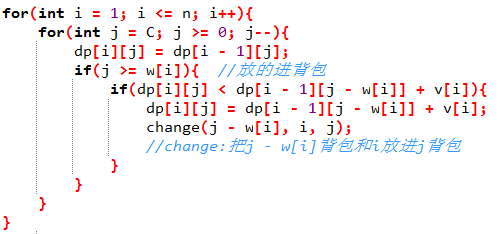 for(int i = 1; i <= n; i++){
    for(int j = C; j >= 0; j--){
        dp[i][j] = dp[i - 1][j];
        if(j >= w[i]){  //放的进背包
            if(dp[i][j] < dp[i - 1][j - w[i]] + v[i]){
                dp[i][j] = dp[i - 1][j - w[i]] + v[i];
                change(j - w[i], i, j);
                //change:把j - w[i]背包和i放进j背包
            }
        }
    }
}